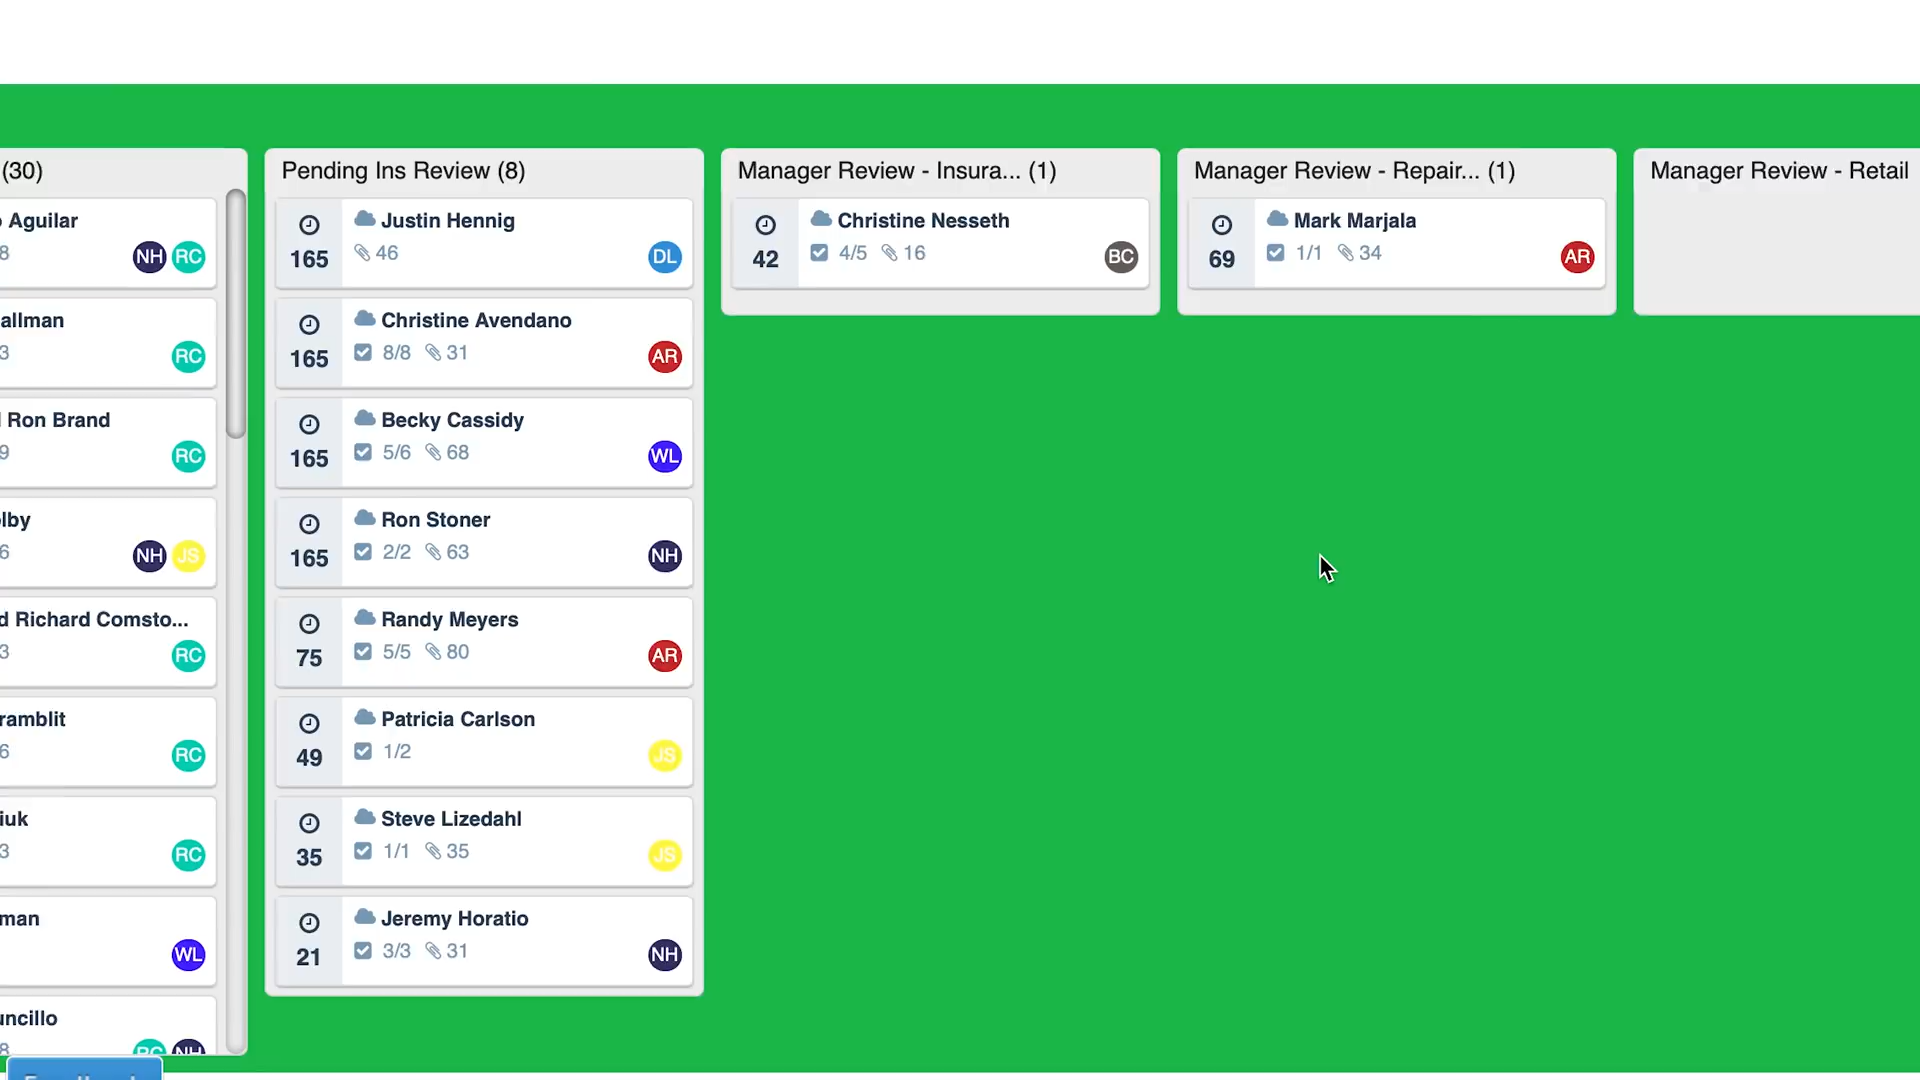 (30)
Aguilar
8
NH RC
allman
3
RC
Ron Brand
9
RC
lby
6
NH JS
d Richard Comsto...
3
RC
ramblit
6
RC
iuk
3
RC
man
WL
uncillo
8
RC NH
Pending Ins Review (8)
165
Justin Hennig
46
DL
165
Christine Avendano
8/8 31
AR
165
Becky Cassidy
5/6 68
WL
165
Ron Stoner
2/2 63
NH
75
Randy Meyers
5/5 80
AR
49
Patricia Carlson
1/2
JS
35
Steve Lizedahl
1/1 35
JS
21
Jeremy Horatio
3/3 31
NH
Manager Review - Insura... (1)
42
Christine Nesseth
4/5 16
BC
Manager Review - Repair... (1)
69
Mark Marjala
1/1 34
AR
Manager Review - Retail